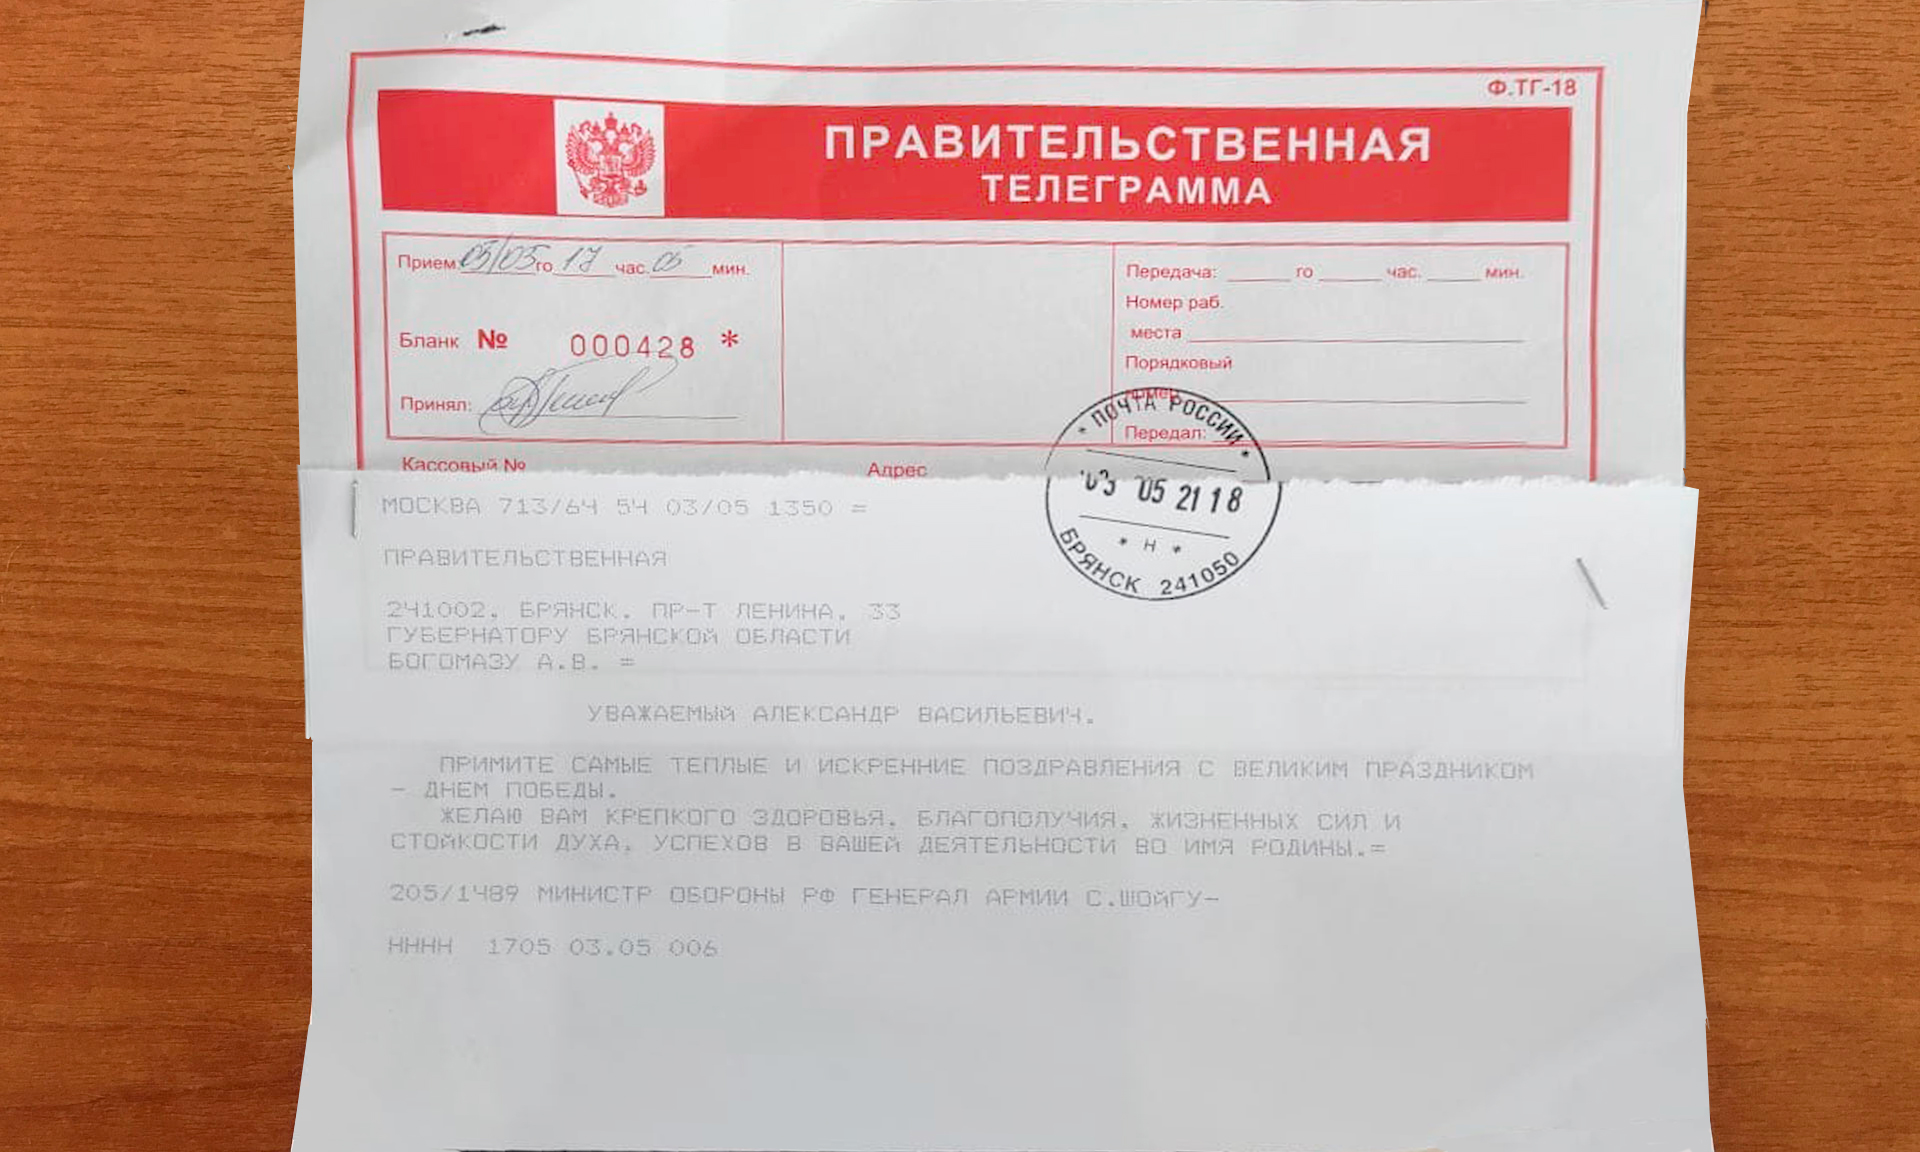 Ф.ТГ-18
ПРАВИТЕЛЬСТВЕННАЯ
ТЕЛЕГРАММА
Прием: 03/05 го 17 час. 05 мин.
Бланк № 000428 *
Принял:
Передача: го час. мин.
Номер раб.
места
Порядковый
Передал:
Кассовый №
Адрес
* ПОЧТА РОССИИ *
03 05 21 18
* Н *
БРЯНСК 241050
МОСКВА 713/64 54 03/05 1350 =
ПРАВИТЕЛЬСТВЕННАЯ
241002, БРЯНСК, ПР-Т ЛЕНИНА, 33
ГУБЕРНАТОРУ БРЯНСКОЙ ОБЛАСТИ
БОГОМАЗУ А.В. =
УВАЖАЕМЫЙ АЛЕКСАНДР ВАСИЛЬЕВИЧ,
ПРИМИТЕ САМЫЕ ТЕПЛЫЕ И ИСКРЕННИЕ ПОЗДРАВЛЕНИЯ С ВЕЛИКИМ ПРАЗДНИКОМ
- ДНЕМ ПОБЕДЫ.
ЖЕЛАЮ ВАМ КРЕПКОГО ЗДОРОВЬЯ, БЛАГОПОЛУЧИЯ, ЖИЗНЕННЫХ СИЛ И
СТОЙКОСТИ ДУХА, УСПЕХОВ В ВАШЕЙ ДЕЯТЕЛЬНОСТИ ВО ИМЯ РОДИНЫ.=
205/1489 МИНИСТР ОБОРОНЫ РФ ГЕНЕРАЛ АРМИИ С.ШОЙГУ-
НННН 1705 03.05 006